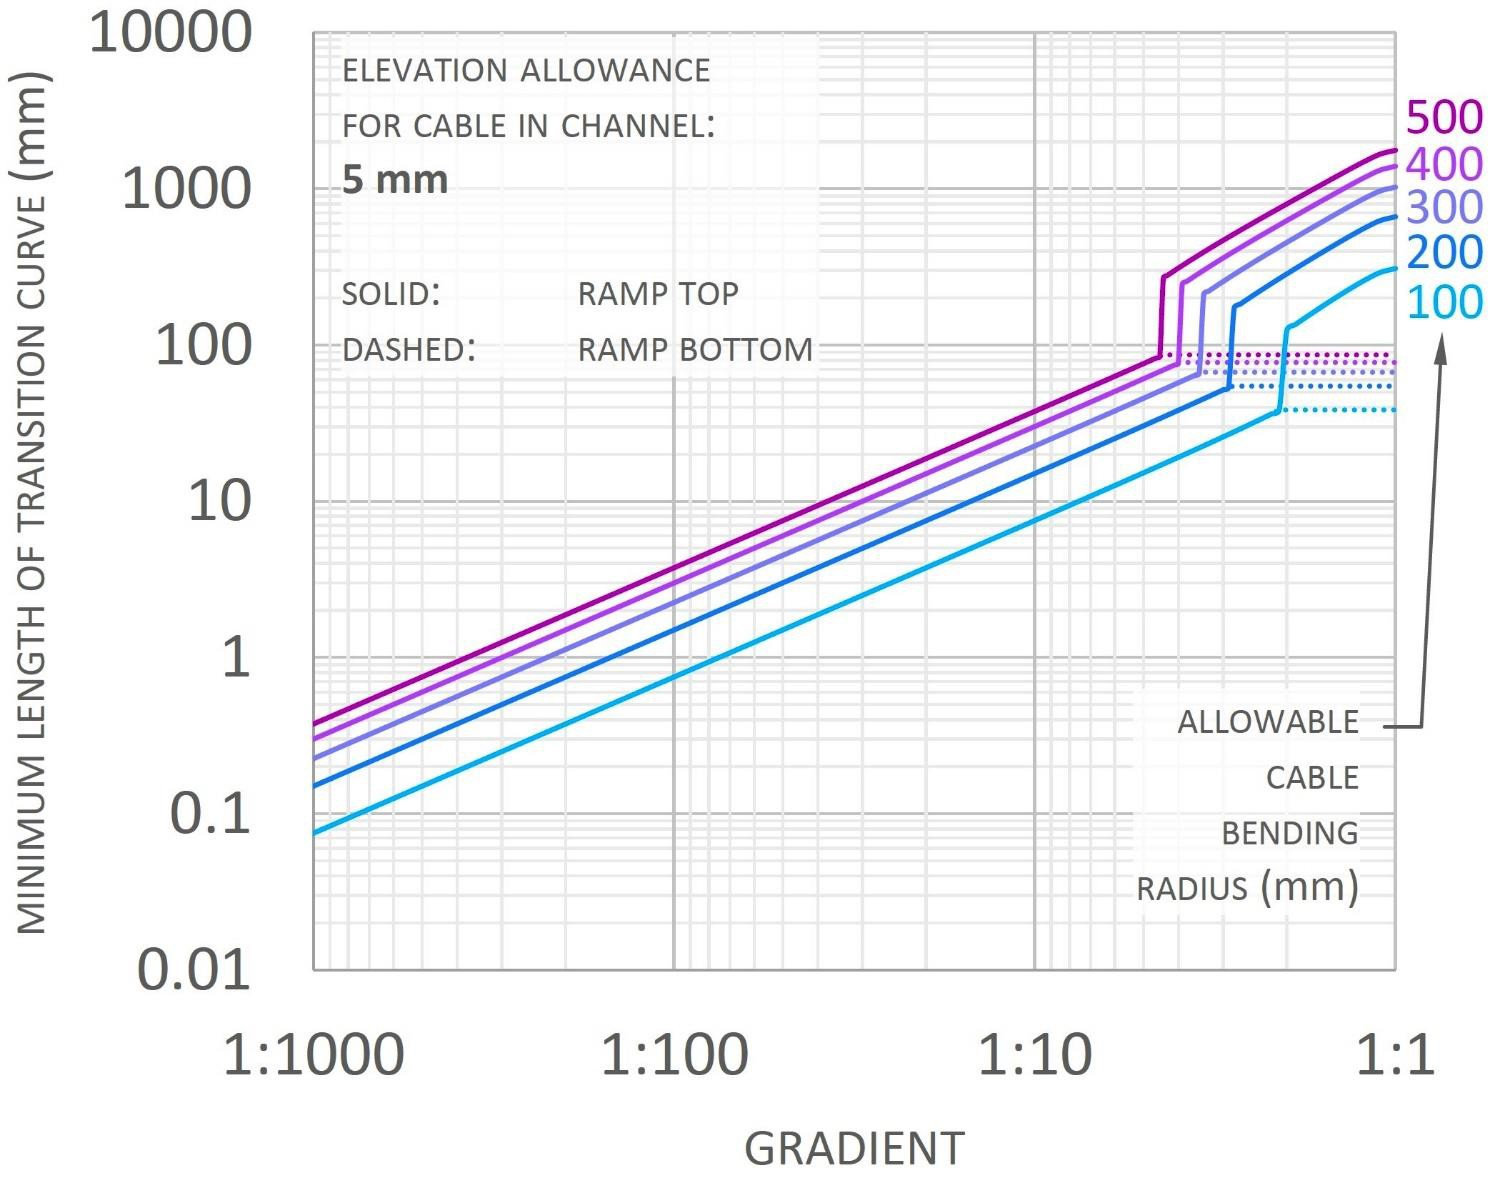 10000
1000
100
10
1
0.1
0.01
MINIMUM LENGTH OF TRANSITION CURVE (mm)
ELEVATION ALLOWANCE
FOR CABLE IN CHANNEL:
5 mm
SOLID: RAMP TOP
DASHED: RAMP BOTTOM
500
400
300
200
100
ALLOWABLE
CABLE
BENDING
RADIUS (mm)
1:1000 1:100 1:10 1:1
GRADIENT